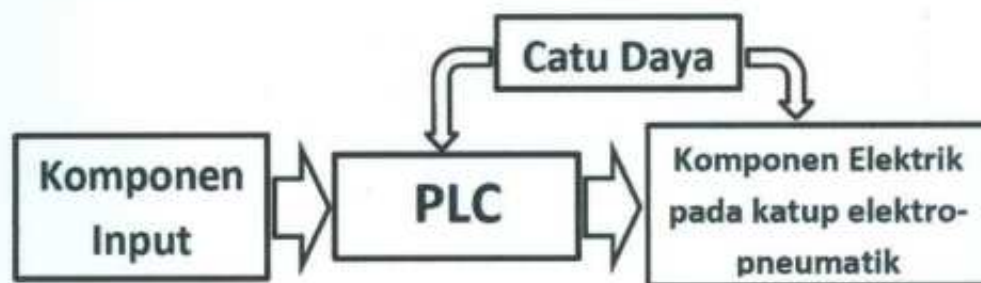 Catu Daya
Komponen
Input
PLC
Komponen Elektrik
pada katup elektro-
pneumatik